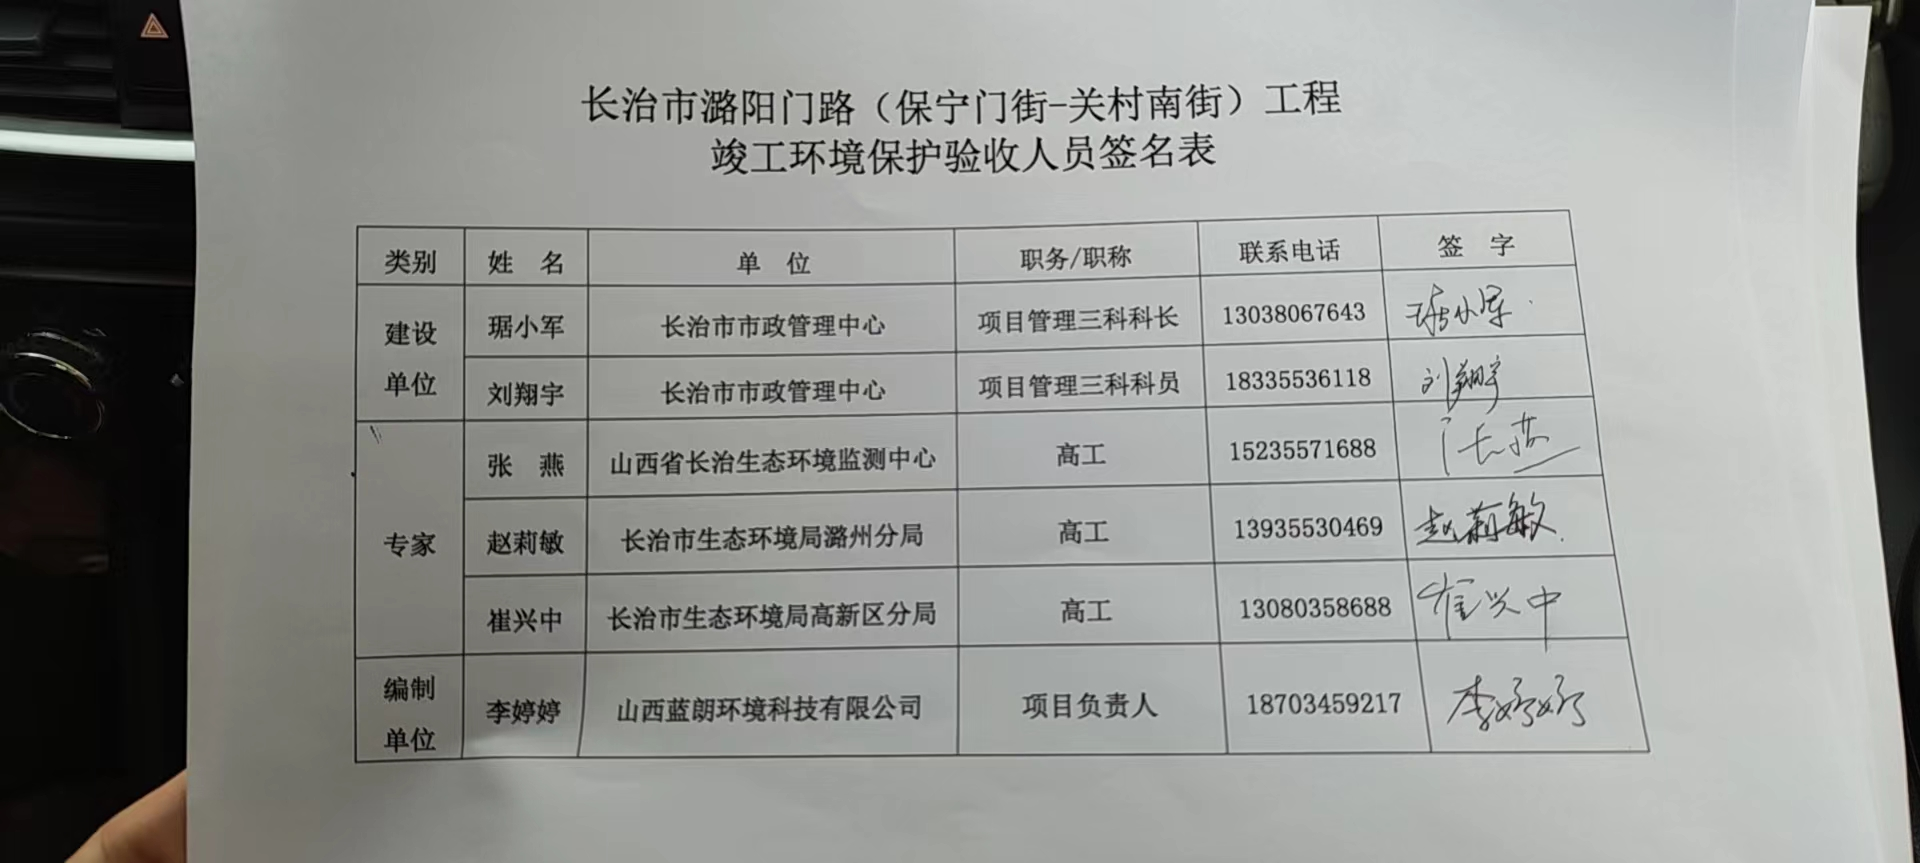 长治市潞阳门路（保宁门街-关村南街）工程
竣工环境保护验收人员签名表
类别 姓 名 单 位 职务/职称 联系电话 签 字
建设单位 琚小军 长治市市政管理中心 项目管理三科科长 13038067643 琚小军
刘翔宇 长治市市政管理中心 项目管理三科科员 18335536118 刘翔宇
专家 张 燕 山西省长治生态环境监测中心 高工 15235571688 张燕
赵莉敏 长治市生态环境局潞州分局 高工 13935530469 赵莉敏
崔兴中 长治市生态环境局高新区分局 高工 13080358688 崔兴中
编制单位 李婷婷 山西蓝朗环境科技有限公司 项目负责人 18703459217 李婷婷